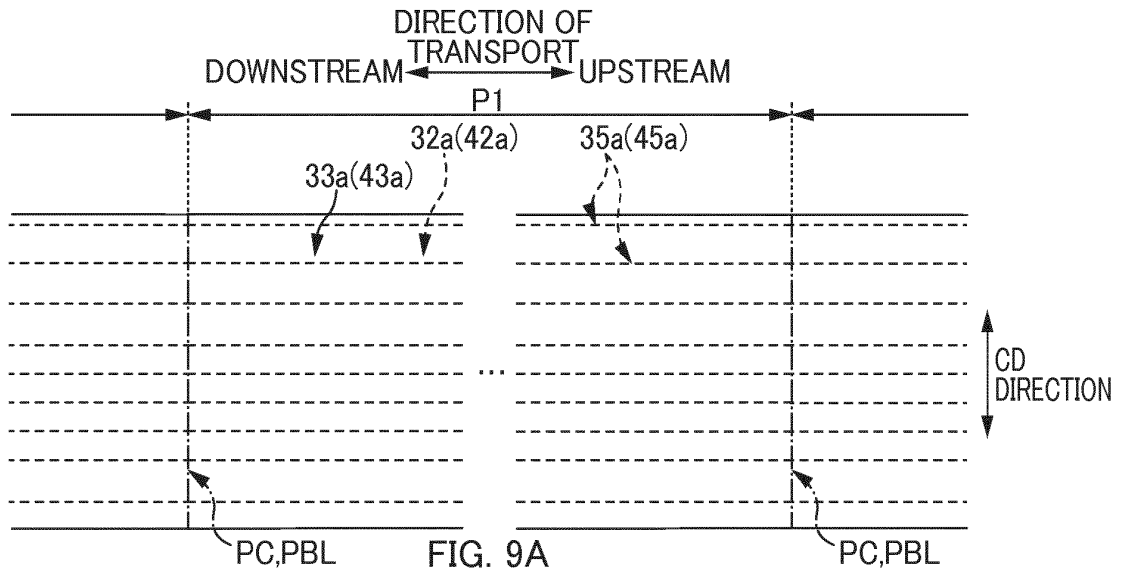 DIRECTION OF
TRANSPORT
DOWNSTREAM
UPSTREAM
P1
32a(42a)
35a(45a)
33a(43a)
...
CD
DIRECTION
PC,PBL
FIG. 9A
PC,PBL